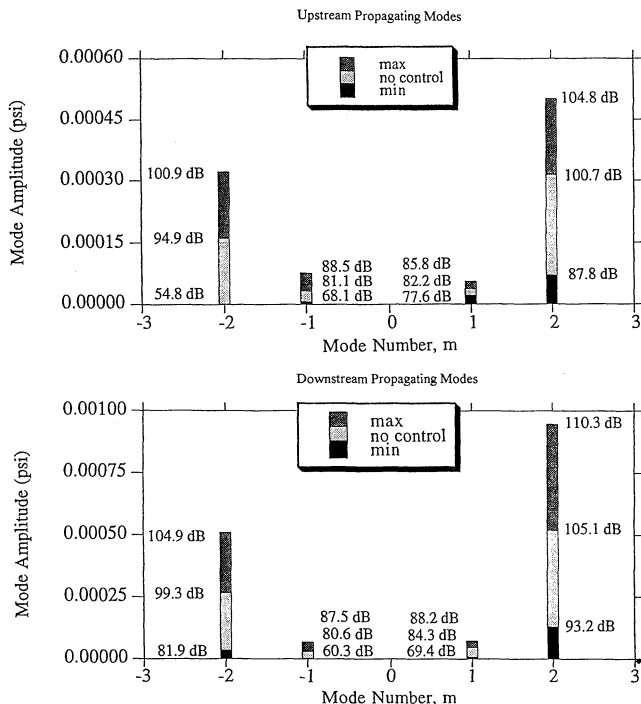 Upstream Propagating Modes
max
no control
min
Mode Amplitude (psi)
0.00060
0.00045
0.00030
0.00015
0.00000
100.9 dB
94.9 dB
54.8 dB
88.5 dB
81.1 dB
68.1 dB
85.8 dB
82.2 dB
77.6 dB
104.8 dB
100.7 dB
87.8 dB
-3 -2 -1 0 1 2 3
Mode Number, m
Downstream Propagating Modes
max
no control
min
Mode Amplitude (psi)
0.00100
0.00075
0.00050
0.00025
0.00000
104.9 dB
99.3 dB
81.9 dB
87.5 dB
80.6 dB
60.3 dB
88.2 dB
84.3 dB
69.4 dB
110.3 dB
105.1 dB
93.2 dB
-3 -2 -1 0 1 2 3
Mode Number, m